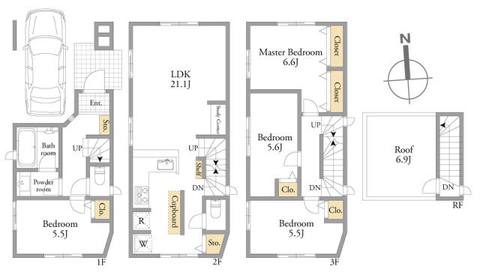 Ent.
Sto.
Bath
room
UP
Powder
room
Clo.
Bedroom
5.5J
1F
LDK
21.1J
Study Corner
UP
Shelf
DN
Cupboard
R
W
Sto.
2F
Master Bedroom
6.6J
Closet
Closet
Bedroom
5.6J
UP
Clo.
DN
Clo.
Bedroom
5.5J
3F
N
Roof
6.9J
DN
RF